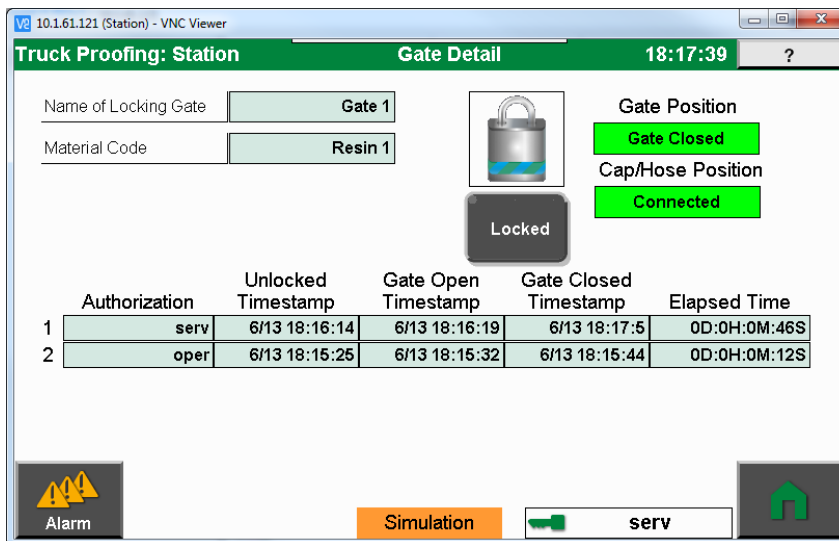 10.1.61.121 (Station) - VNC Viewer
Truck Proofing: Station Gate Detail 18:17:39 ?
Name of Locking Gate Gate 1
Material Code Resin 1
Gate Position
Gate Closed
Cap/Hose Position
Connected
Locked
Authorization Unlocked Timestamp Gate Open Timestamp Gate Closed Timestamp Elapsed Time
1 serv 6/13 18:16:14 6/13 18:16:19 6/13 18:17:5 0D:0H:0M:46S
2 oper 6/13 18:15:25 6/13 18:15:32 6/13 18:15:44 0D:0H:0M:12S
Alarm
Simulation
serv